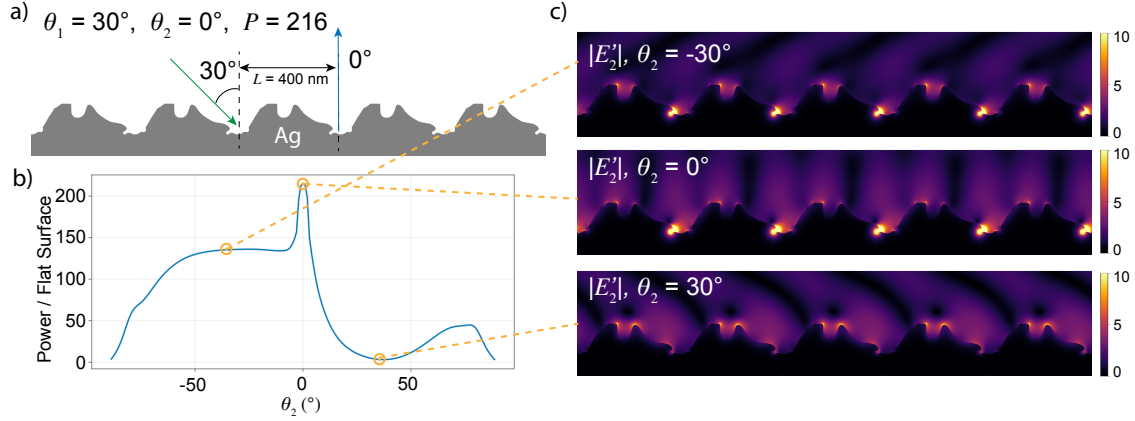 a)
θ₁ = 30°, θ₂ = 0°, P = 216
30°
0°
L = 400 nm
Ag
b)
Power / Flat Surface
200
150
100
50
0
-50
0
50
θ₂ (°)
c)
|E₂'|, θ₂ = -30°
10
5
0
|E₂'|, θ₂ = 0°
10
5
0
|E₂'|, θ₂ = 30°
10
5
0